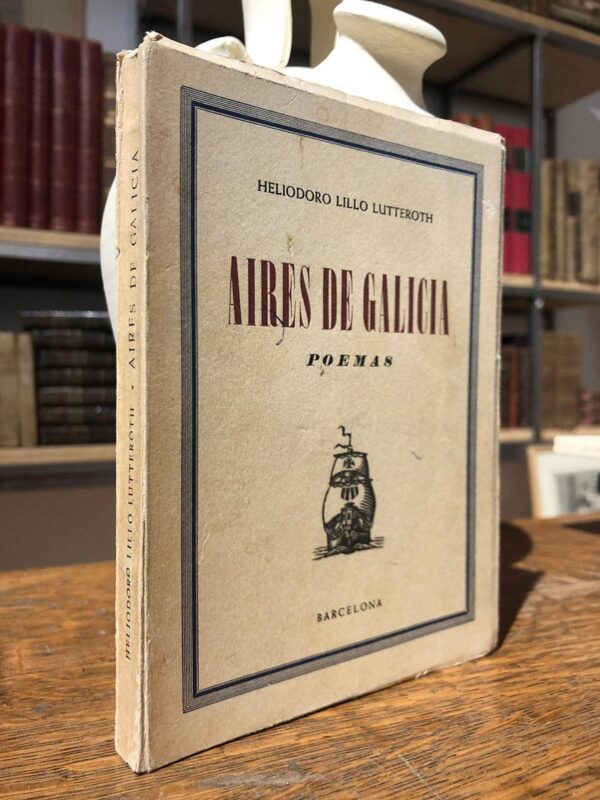 HELIODORO LILLO LUTTEROTH
AIRES DE GALICIA
POEMAS
BARCELONA
HELIODORO LILLO LUTTEROTH · AIRES DE GALICIA